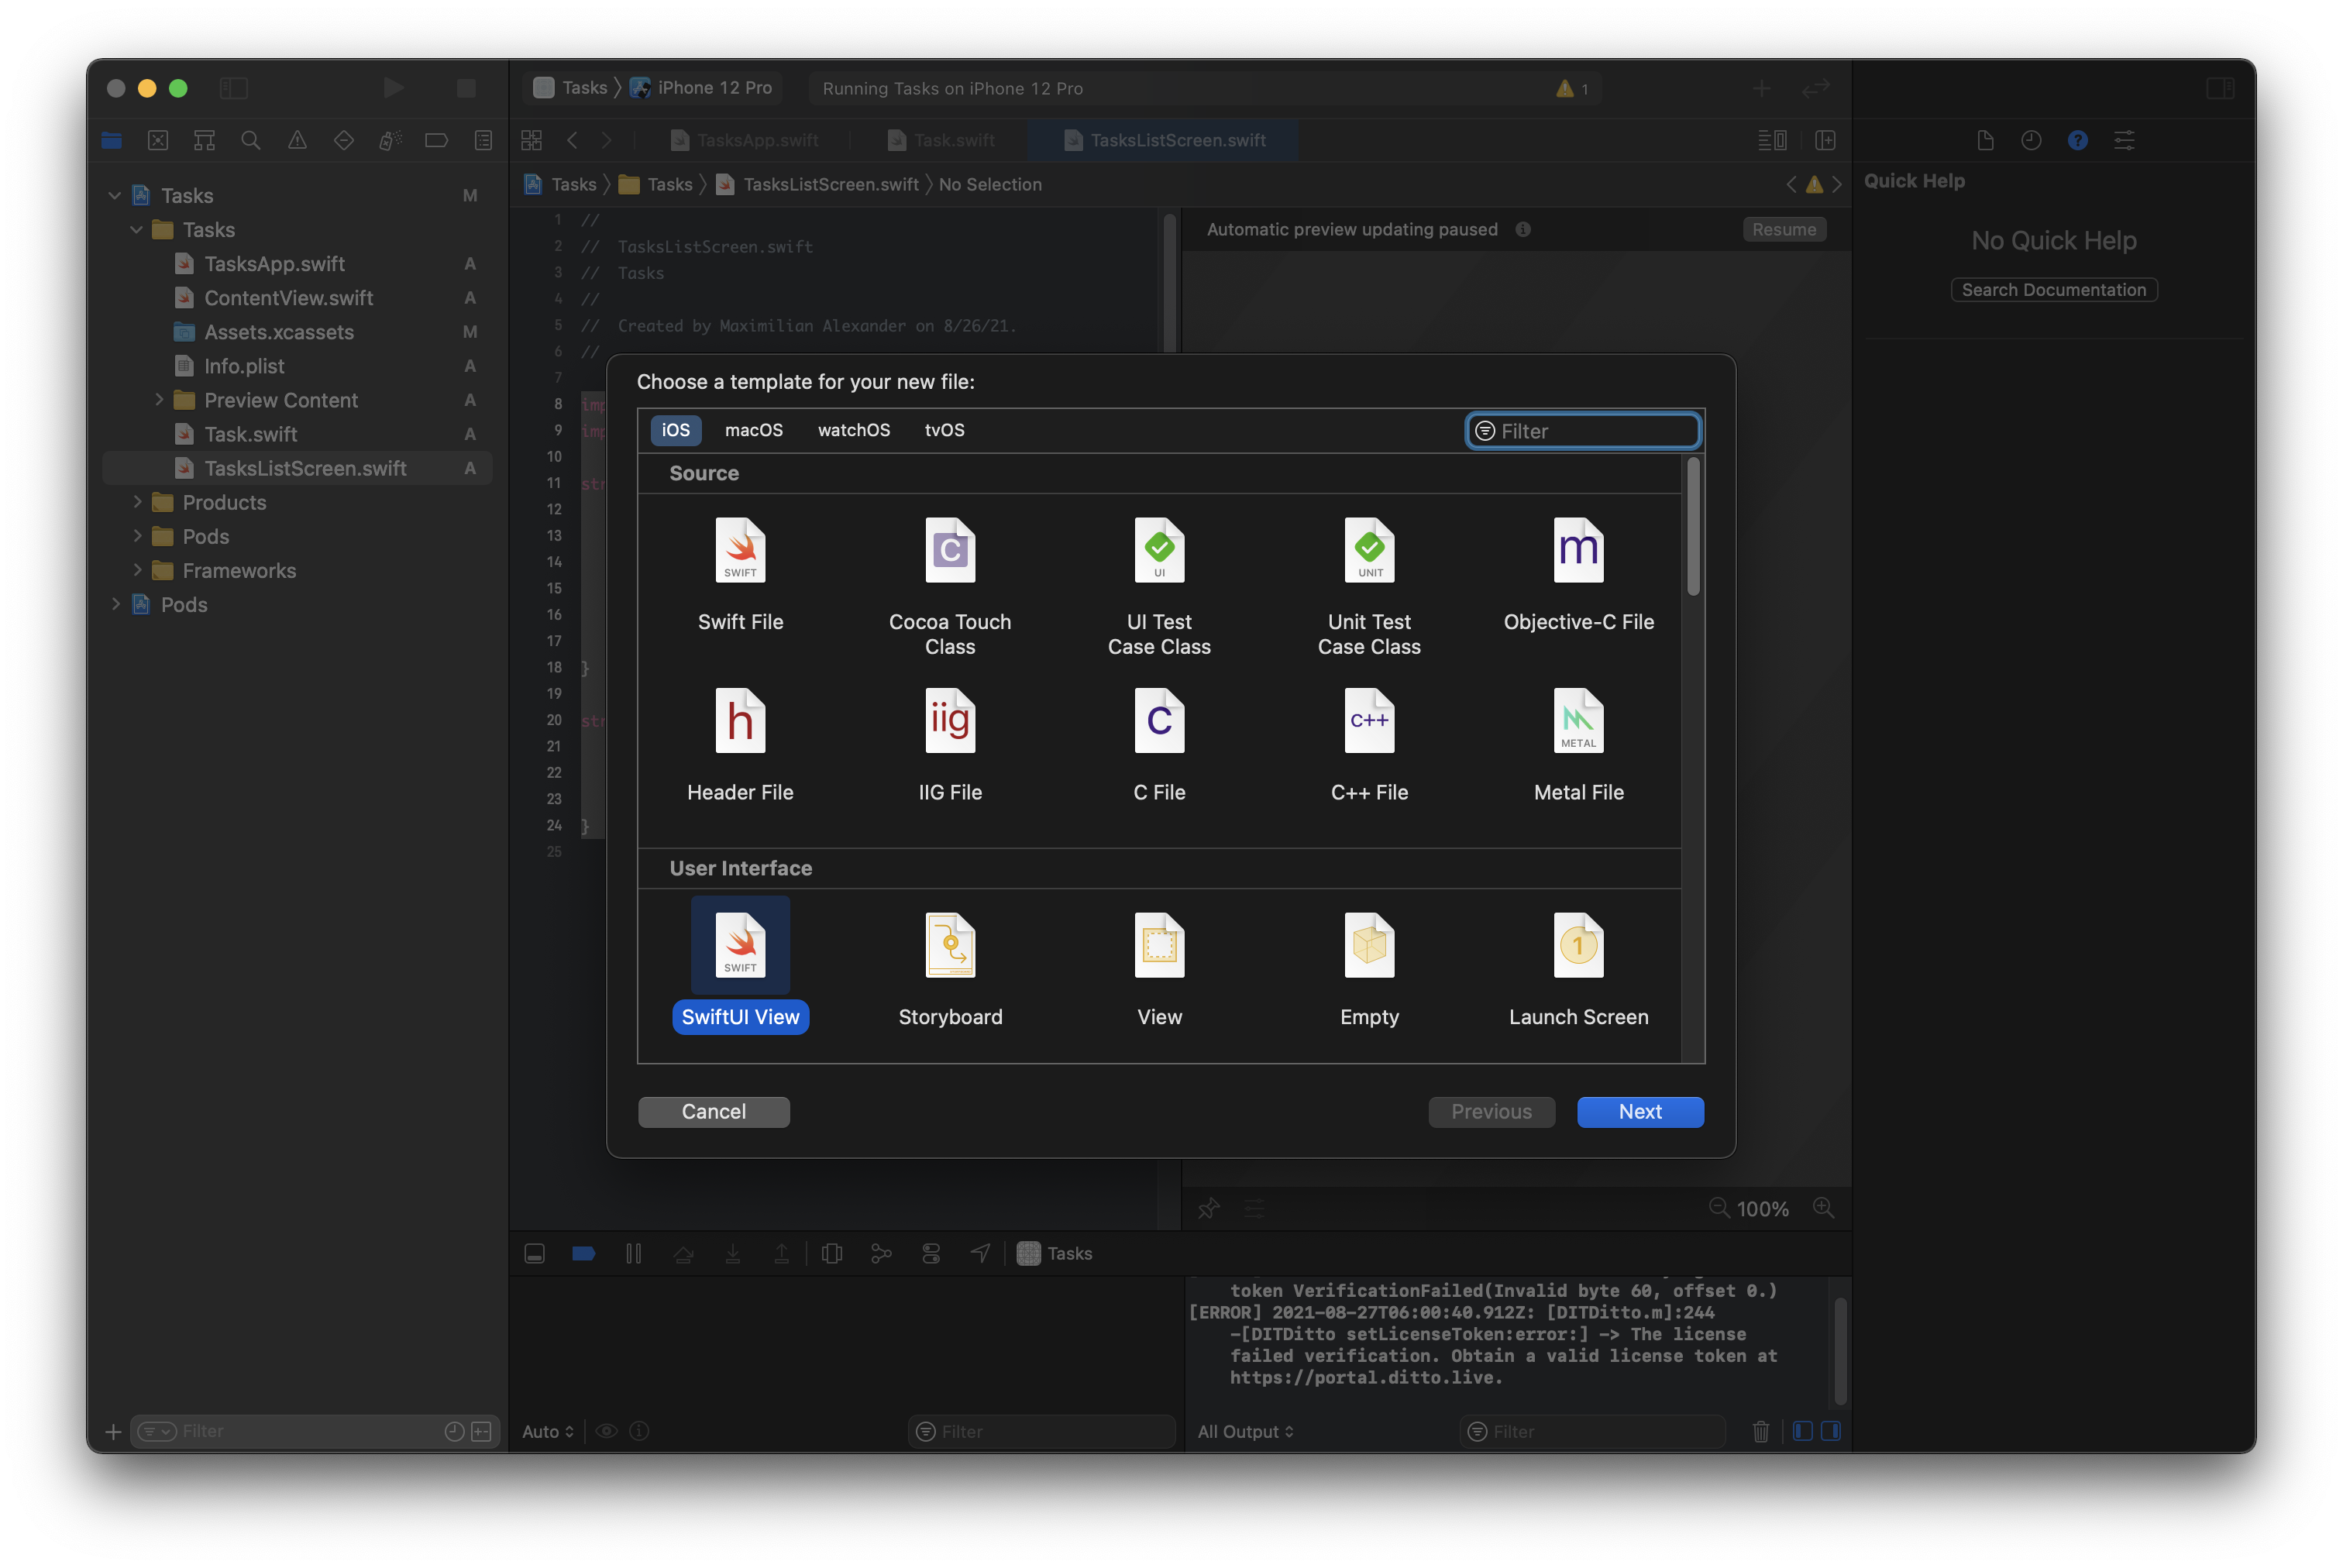 Tasks
iPhone 12 Pro
Running Tasks on iPhone 12 Pro
1
TasksApp.swift
Task.swift
TasksListScreen.swift
Tasks
Tasks
TasksListScreen.swift
No Selection
Quick Help
No Quick Help
Search Documentation
Tasks M
Tasks
TasksApp.swift A
ContentView.swift A
Assets.xcassets M
Info.plist A
Preview Content A
Task.swift A
TasksListScreen.swift A
Products
Pods
Frameworks
Pods
Filter
1 //
2 // TasksListScreen.swift
3 // Tasks
4 //
5 // Created by Maximilian Alexander on 8/26/21.
6 //
7
8 imp
9 imp
10
11 str
12
13
14
15
16
17
18 }
19
20 str
21
22
23
24 }
25
Automatic preview updating paused
Resume
Choose a template for your new file:
iOS macOS watchOS tvOS
Filter
Source
SWIFT
Swift File
C
Cocoa Touch
Class
UI
UI Test
Case Class
UNIT
Unit Test
Case Class
m
Objective-C File
h
Header File
iig
IIG File
C
C File
C++
C++ File
METAL
Metal File
User Interface
SWIFT
SwiftUI View
Storyboard
View
Empty
1
Launch Screen
Cancel
Previous
Next
100%
Tasks
token VerificationFailed(Invalid byte 60, offset 0.)
[ERROR] 2021-08-27T06:00:40.912Z: [DITDitto.m]:244
-[DITDitto setLicenseToken:error:] -> The license
failed verification. Obtain a valid license token at
https://portal.ditto.live.
Auto
Filter
All Output
Filter